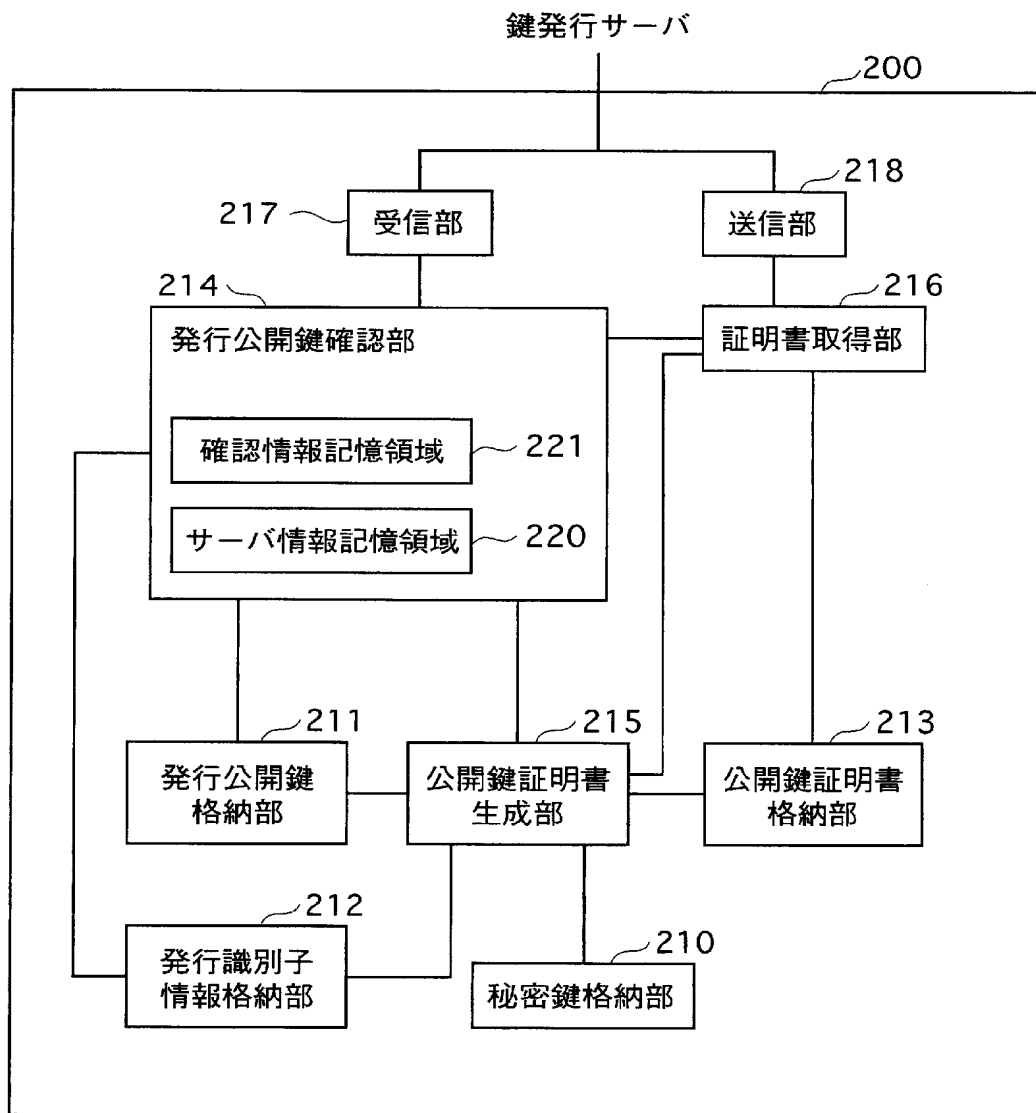 鍵発行サーバ
200
217
受信部
218
送信部
214
発行公開鍵確認部
216
証明書取得部
確認情報記憶領域
221
サーバ情報記憶領域
220
211
発行公開鍵
格納部
215
公開鍵証明書
生成部
213
公開鍵証明書
格納部
212
発行識別子
情報格納部
210
秘密鍵格納部